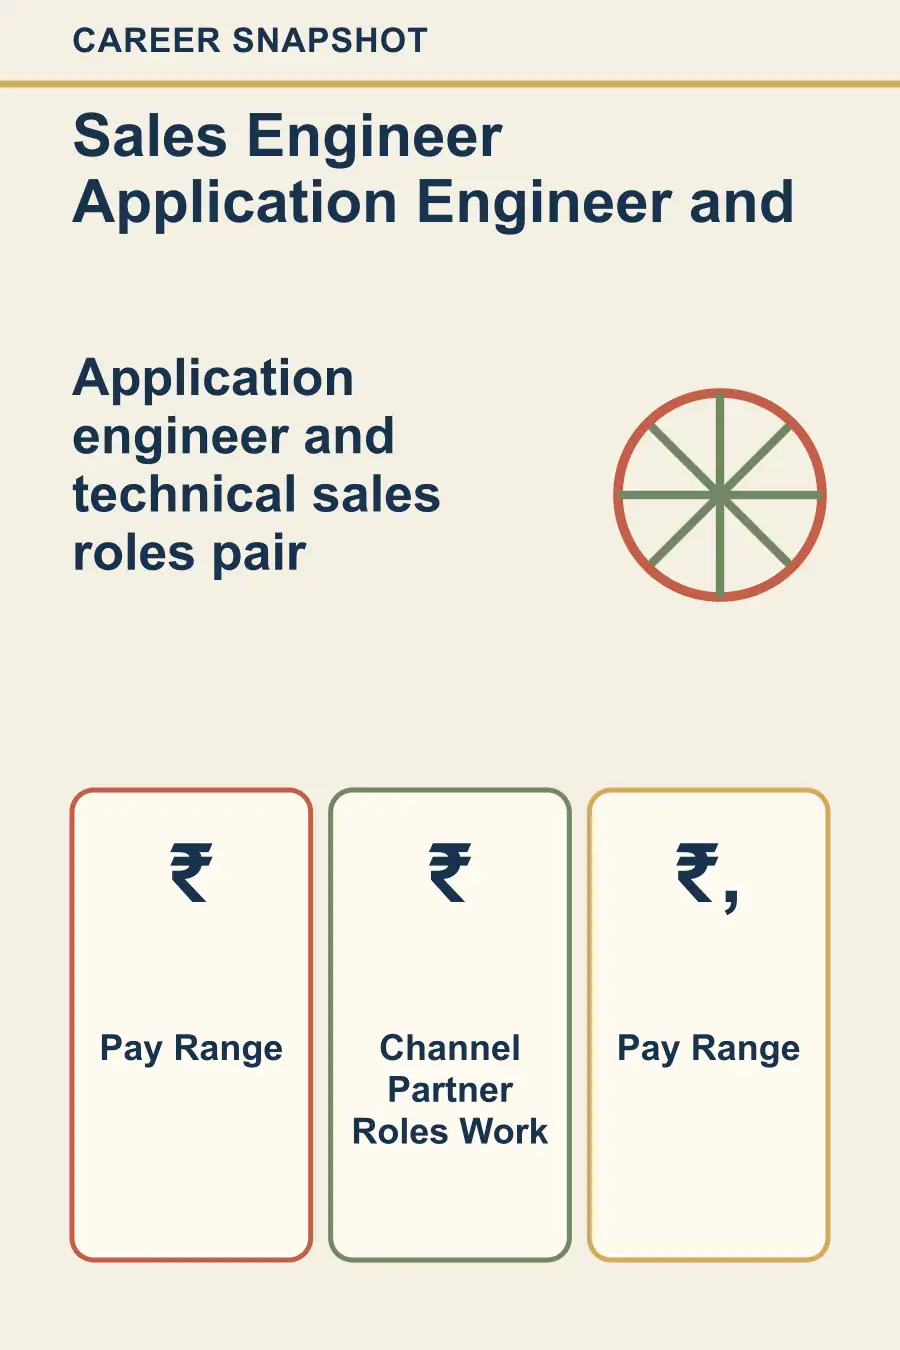 CAREER SNAPSHOT
Sales Engineer
Application Engineer and
Application
engineer and
technical sales
roles pair
₹
Pay Range
₹
Channel
Partner
Roles Work
₹,
Pay Range